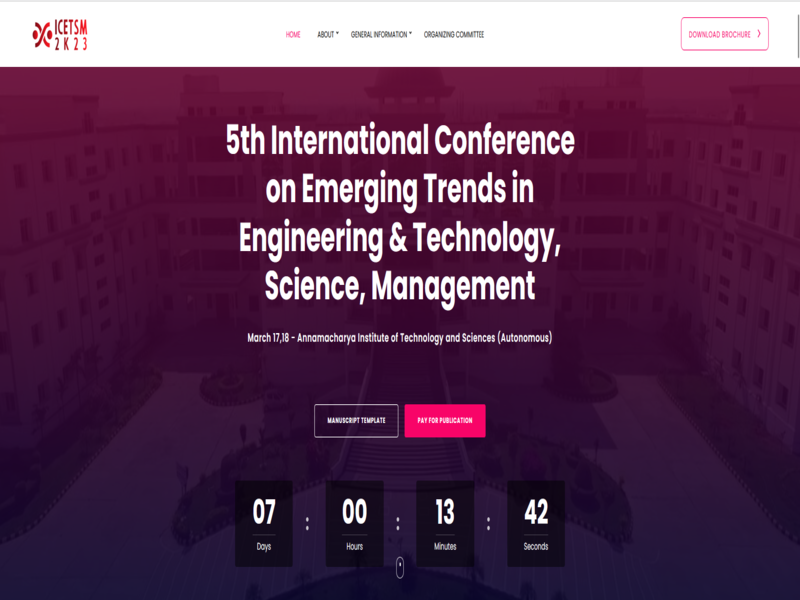 ICETSM
2K23
HOME
ABOUT
GENERAL INFORMATION
ORGANIZING COMMITTEE
DOWNLOAD BROCHURE
5th International Conference
on Emerging Trends in
Engineering & Technology,
Science, Management
March 17,18 - Annamacharya Institute of Technology and Sciences (Autonomous)
MANUSCRIPT TEMPLATE
PAY FOR PUBLICATION
07 : 00 : 13 : 42
Days Hours Minutes Seconds